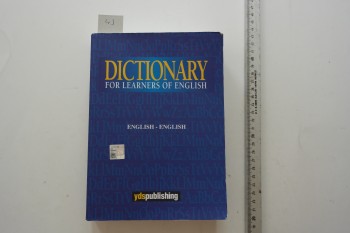 DICTIONARY
FOR LEARNERS OF ENGLISH
ENGLISH - ENGLISH
ydspublishing